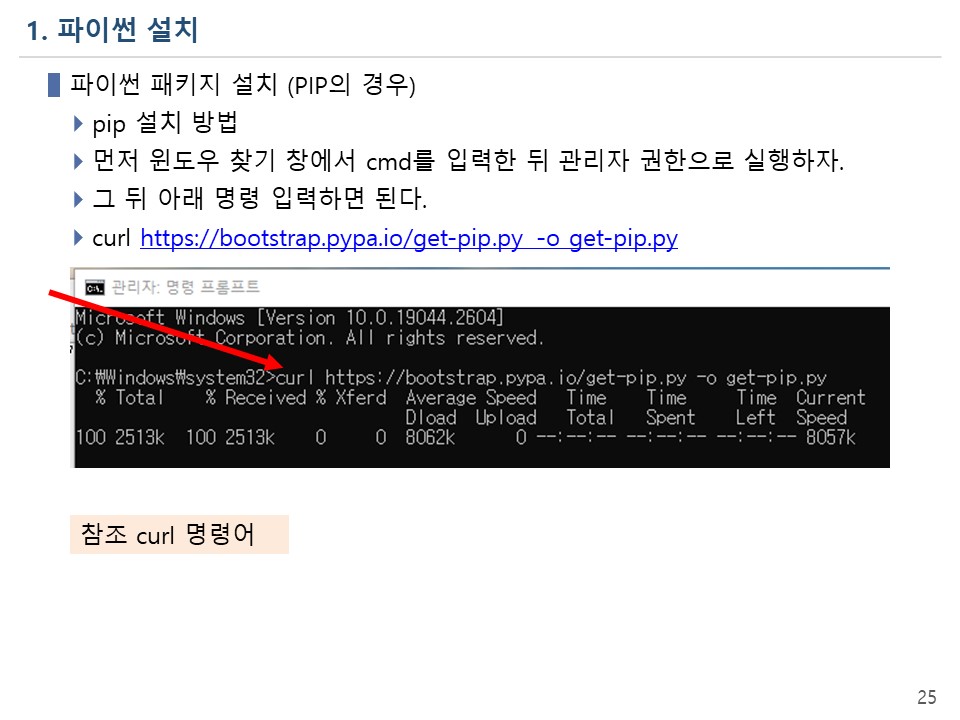 1. 파이썬 설치
파이썬 패키지 설치 (PIP의 경우)
pip 설치 방법
먼저 윈도우 찾기 창에서 cmd를 입력한 뒤 관리자 권한으로 실행하자.
그 뒤 아래 명령 입력하면 된다.
curl https://bootstrap.pypa.io/get-pip.py -o get-pip.py
관리자: 명령 프롬프트
Microsoft Windows [Version 10.0.19044.2604]
(c) Microsoft Corporation. All rights reserved.
C:₩Windows₩system32>curl https://bootstrap.pypa.io/get-pip.py -o get-pip.py
% Total % Received % Xferd Average Speed Time Time Time Current
Dload Upload Total Spent Left Speed
100 2513k 100 2513k 0 0 8062k 0 --:--:-- --:--:-- --:--:-- 8057k
참조 curl 명령어
25